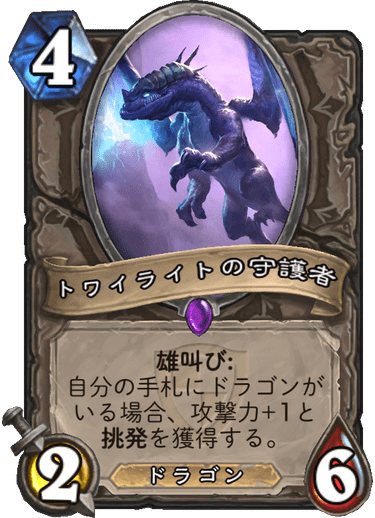 4
トワイライトの守護者
雄叫び:
自分の手札にドラゴンが
いる場合、攻撃力+1と
挑発を獲得する。
2
ドラゴン
6